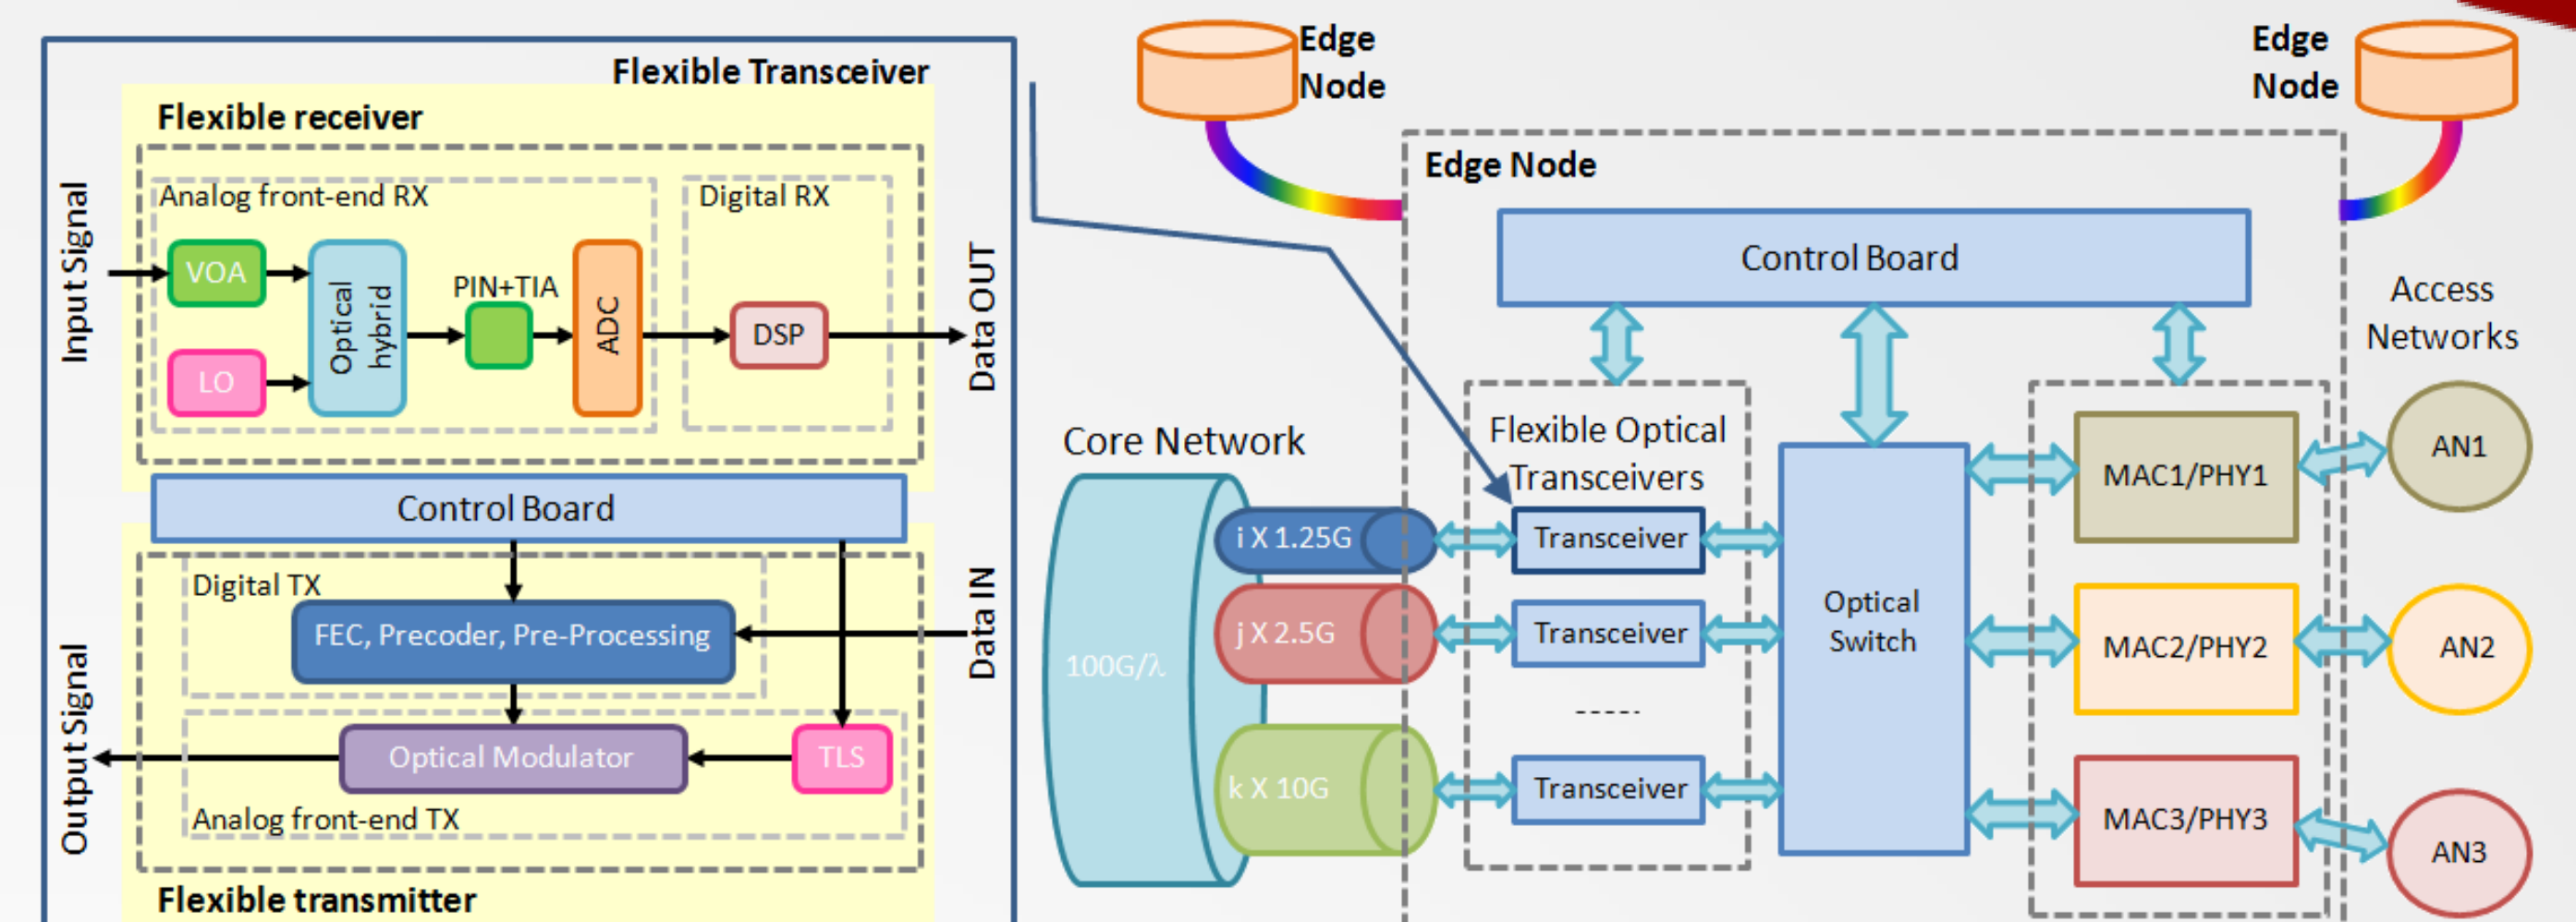 Flexible Transceiver
Flexible receiver
Input Signal
Analog front-end RX
VOA
LO
Optical
hybrid
PIN+TIA
ADC
Digital RX
DSP
Data OUT
Control Board
Digital TX
FEC, Precoder, Pre-Processing
Data IN
Output Signal
Optical Modulator
TLS
Analog front-end TX
Flexible transmitter
Edge
Node
Edge
Node
Edge Node
Control Board
Access
Networks
Core Network
100G/λ
i X 1.25G
j X 2.5G
k X 10G
Flexible Optical
Transceivers
Transceiver
Transceiver
-----
Transceiver
Optical
Switch
MAC1/PHY1
MAC2/PHY2
MAC3/PHY3
AN1
AN2
AN3